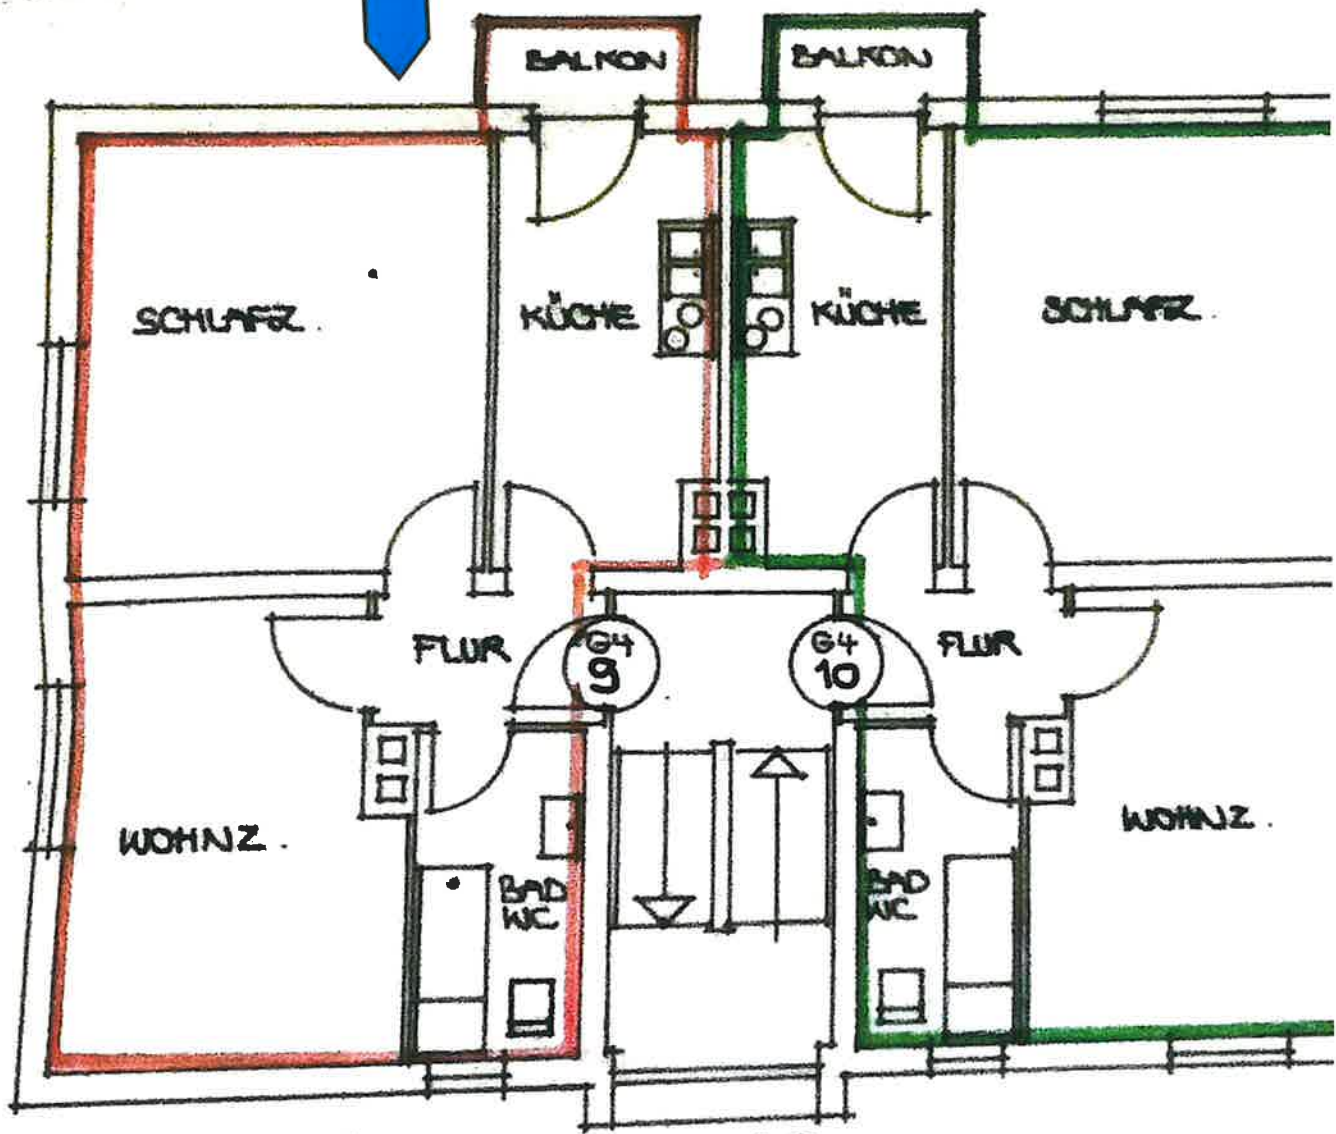 BALKON
BALKON
SCHLAFZ.
KÜCHE
KÜCHE
SCHLAFZ.
FLUR
G4
9
G4
10
FLUR
WOHNZ.
WOHNZ.
BAD
WC
BAD
WC